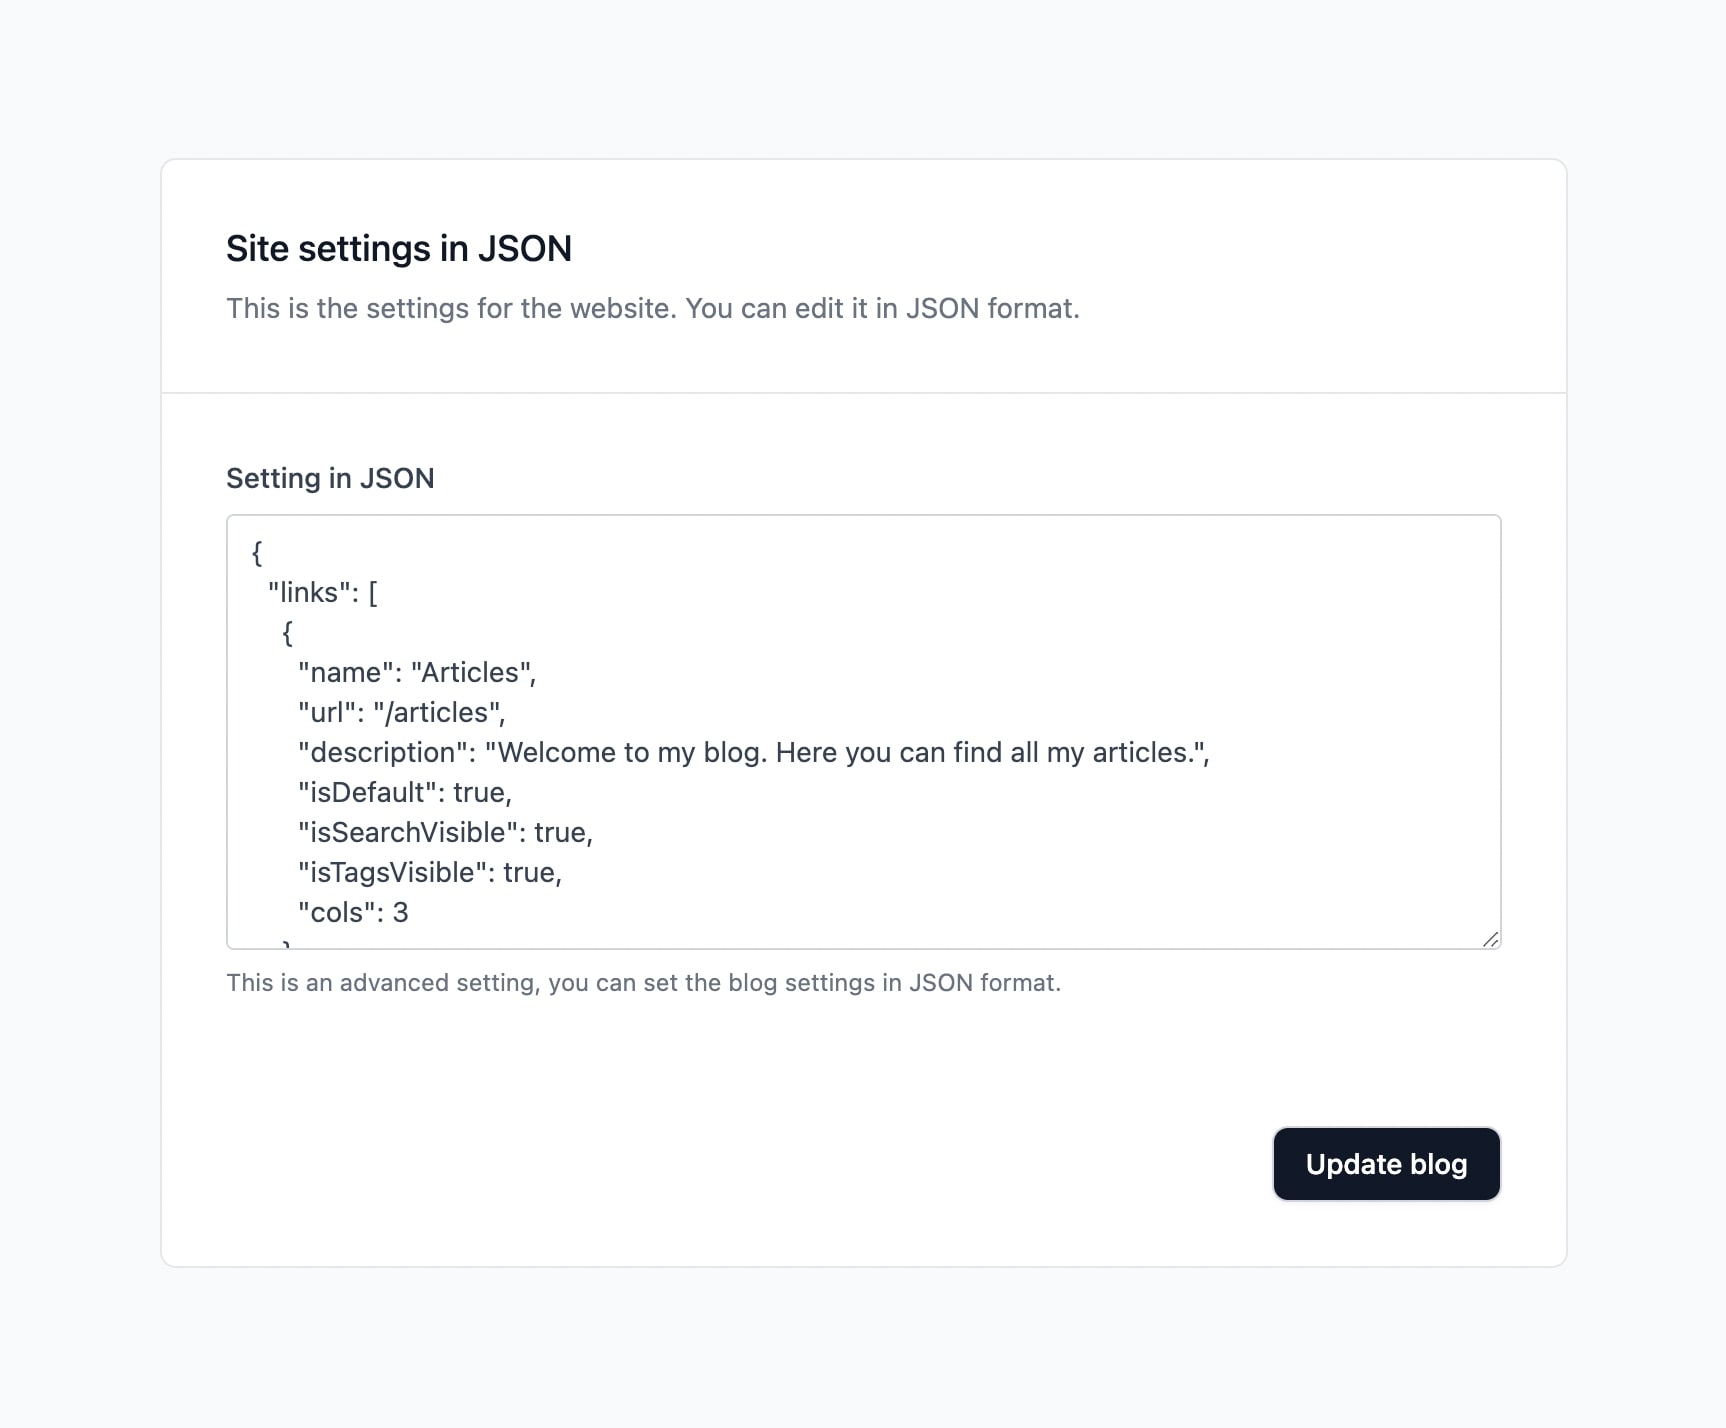 Site settings in JSON
This is the settings for the website. You can edit it in JSON format.
Setting in JSON
{
"links": [
{
"name": "Articles",
"url": "/articles",
"description": "Welcome to my blog. Here you can find all my articles.",
"isDefault": true,
"isSearchVisible": true,
"isTagsVisible": true,
"cols": 3
This is an advanced setting, you can set the blog settings in JSON format.
Update blog